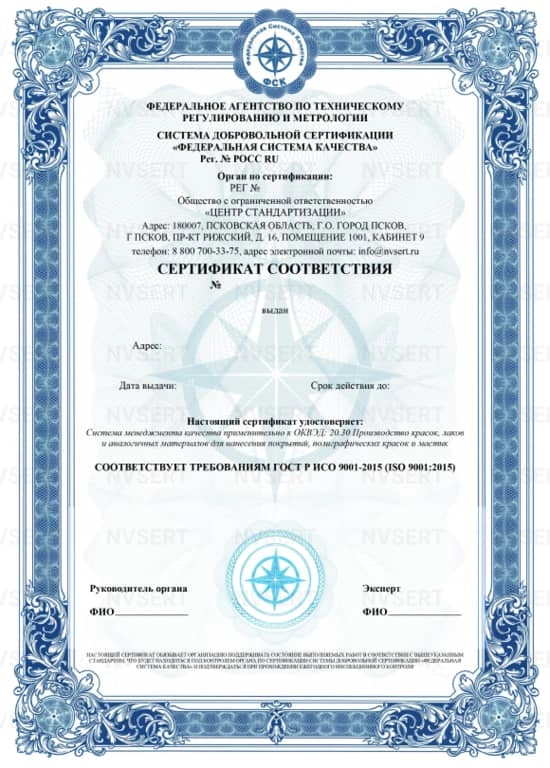 Федеральная Система Качества
ФСК
ФЕДЕРАЛЬНОЕ АГЕНТСТВО ПО ТЕХНИЧЕСКОМУ
РЕГУЛИРОВАНИЮ И МЕТРОЛОГИИ
СИСТЕМА ДОБРОВОЛЬНОЙ СЕРТИФИКАЦИИ
«ФЕДЕРАЛЬНАЯ СИСТЕМА КАЧЕСТВА»
Рег. № РОСС RU
Орган по сертификации:
РЕГ №
Общество с ограниченной ответственностью
«ЦЕНТР СТАНДАРТИЗАЦИИ»
Адрес: 180007, ПСКОВСКАЯ ОБЛАСТЬ, Г.О. ГОРОД ПСКОВ,
Г ПСКОВ, ПР-КТ РИЖСКИЙ, Д. 16, ПОМЕЩЕНИЕ 1001, КАБИНЕТ 9
телефон: 8 800 700-33-75, адрес электронной почты: info@nvsert.ru
СЕРТИФИКАТ СООТВЕТСТВИЯ
№
выдан
Адрес:
Дата выдачи: Срок действия до:
Настоящий сертификат удостоверяет:
Система менеджмента качества применительно к ОКВЭД: 20.30 Производство красок, лаков
и аналогичных материалов для нанесения покрытий, полиграфических красок и мастик
СООТВЕТСТВУЕТ ТРЕБОВАНИЯМ ГОСТ Р ИСО 9001-2015 (ISO 9001:2015)
Руководитель органа Эксперт
ФИО ФИО
НАСТОЯЩИЙ СЕРТИФИКАТ ОБЯЗЫВАЕТ ОРГАНИЗАЦИЮ ПОДДЕРЖИВАТЬ СОСТОЯНИЕ ВЫПОЛНЯЕМЫХ РАБОТ В СООТВЕТСТВИИ С ВЫШЕУКАЗАННЫМ
СТАНДАРТОМ, ЧТО БУДЕТ НАХОДИТЬСЯ ПОД КОНТРОЛЕМ ОРГАНА ПО СЕРТИФИКАЦИИ СИСТЕМЫ ДОБРОВОЛЬНОЙ СЕРТИФИКАЦИИ «ФЕДЕРАЛЬНАЯ
СИСТЕМА КАЧЕСТВА» И ПОДТВЕРЖДАТЬСЯ ПРИ ПРОХОЖДЕНИИ ЕЖЕГОДНОГО ИНСПЕКЦИОННОГО КОНТРОЛЯ
NVSERT